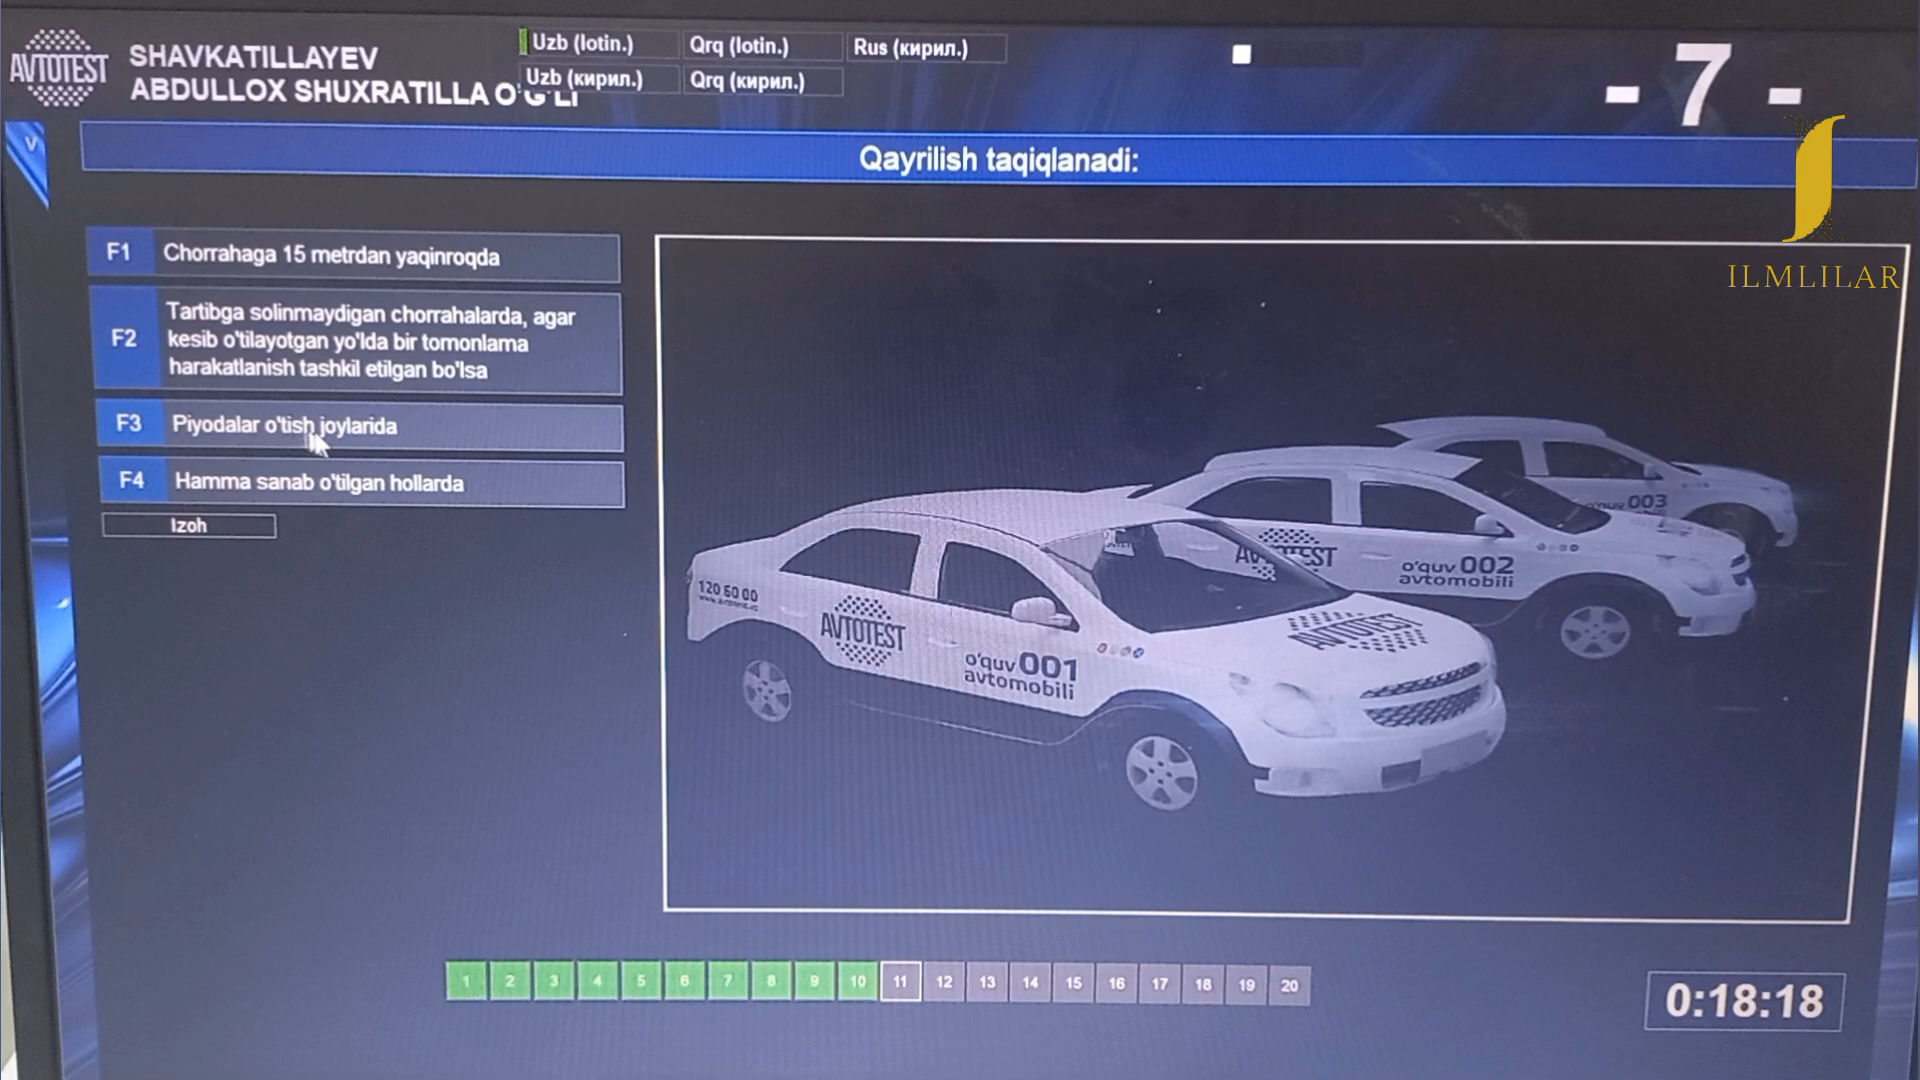 AVTOTEST
SHAVKATILLAYEV
ABDULLOX SHUXRATILLA O'G'LI
Uzb (lotin.)
Qrq (lotin.)
Rus (кирил.)
Uzb (кирил.)
Qrq (кирил.)
- 7 -
V
Qayrilish taqiqlanadi:
ILMLILAR
F1 Chorrahaga 15 metrdan yaqinroqda
F2 Tartibga solinmaydigan chorrahalarda, agar
kesib o'tilayotgan yo'lda bir tomonlama
harakatlanish tashkil etilgan bo'lsa
F3 Piyodalar o'tish joylarida
F4 Hamma sanab o'tilgan hollarda
Izoh
003
AVTOTEST
o'quv 002
avtomobili
120 60 00
AVTOTEST
o'quv 001
avtomobili
AVTOTEST
1 2 3 4 5 6 7 8 9 10 11 12 13 14 15 16 17 18 19 20
0:18:18